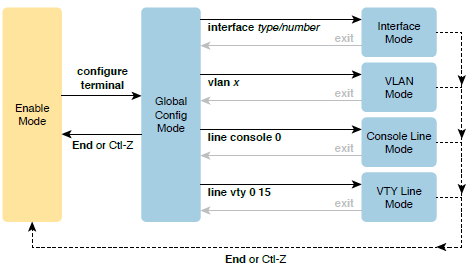 interface type/number
exit
Interface
Mode
configure
terminal
vlan x
exit
VLAN
Mode
Enable
Mode
Global
Config
Mode
End or Ctl-Z
line console 0
exit
Console Line
Mode
line vty 0 15
exit
VTY Line
Mode
End or Ctl-Z